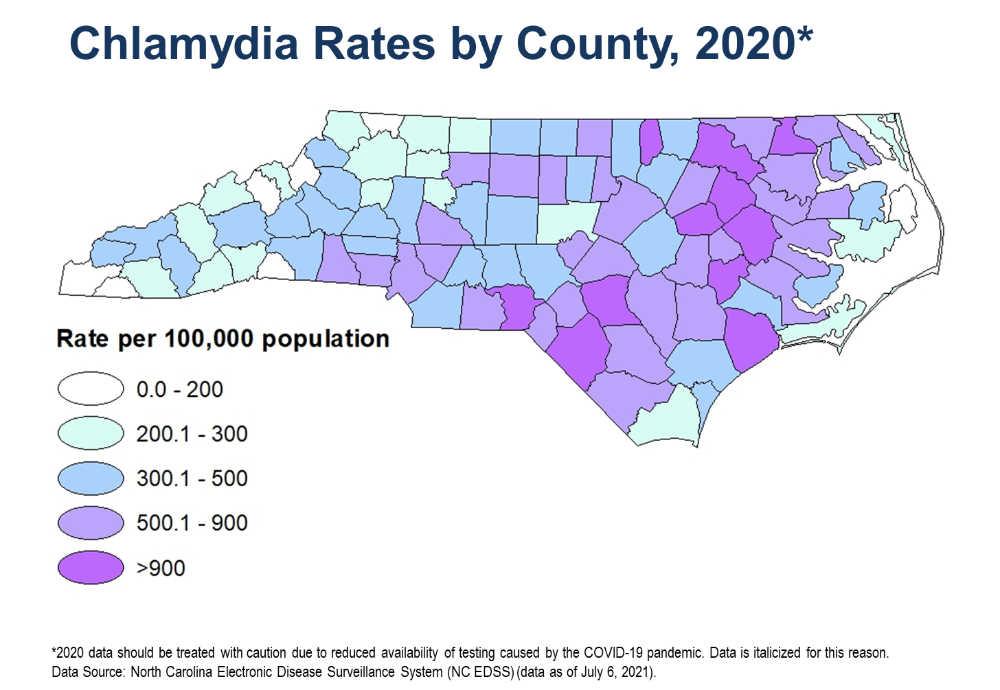 Chlamydia Rates by County, 2020*
Rate per 100,000 population
0.0 - 200
200.1 - 300
300.1 - 500
500.1 - 900
>900
*2020 data should be treated with caution due to reduced availability of testing caused by the COVID-19 pandemic. Data is italicized for this reason.
Data Source: North Carolina Electronic Disease Surveillance System (NC EDSS) (data as of July 6, 2021).